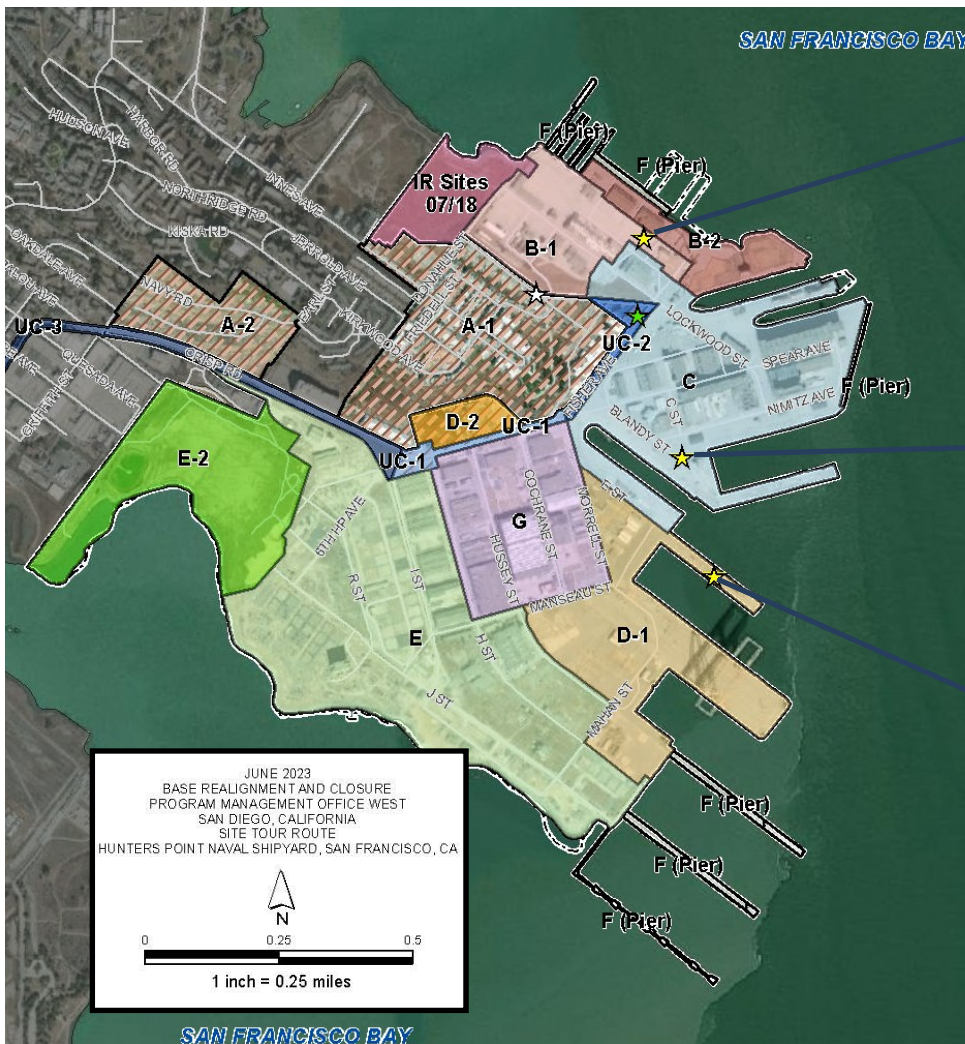 SAN FRANCISCO BAY
F (Pier)
F (Pier)
HUDSON AVE
HARBOR RD
INNES AVE
NORTHRIDGE RD
IR Sites
07/18
B-1
B-2
KISKA RD
JERROLD AVE
DONAHUE ST
OAKDALE AVE
NAVY RD
EARL ST
FRIEDELL ST
KIRKWOOD AVE
A-2
A-1
UC-3
UC-2
LOCKWOOD ST
SPEAR AVE
C
F (Pier)
NIMITZ AVE
QUESADA AVE
CRISP RD
FISHER AVE
GRIFFITH ST
D-2
UC-1
C ST
BLANDY ST
UC-1
E-2
E ST
COCHRANE ST
MORRELL ST
G
HUSSEY ST
6TH HP AVE
R ST
I ST
MANSEAU ST
E
H ST
D-1
J ST
MAHAN ST
JUNE 2023
BASE REALIGNMENT AND CLOSURE
PROGRAM MANAGEMENT OFFICE WEST
SAN DIEGO, CALIFORNIA
SITE TOUR ROUTE
HUNTERS POINT NAVAL SHIPYARD, SAN FRANCISCO, CA
N
0 0.25 0.5
1 inch = 0.25 miles
F (Pier)
F (Pier)
F (Pier)
SAN FRANCISCO BAY